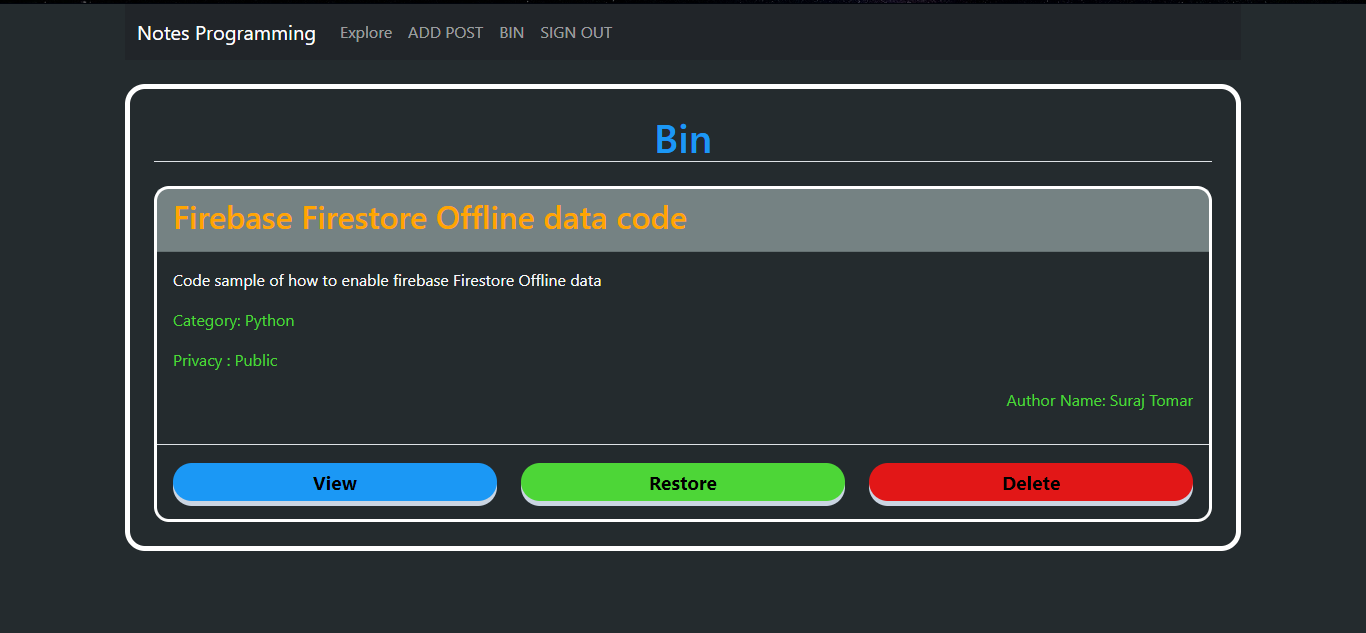 Notes Programming Explore ADD POST BIN SIGN OUT
Bin
Firebase Firestore Offline data code
Code sample of how to enable firebase Firestore Offline data
Category: Python
Privacy : Public
Author Name: Suraj Tomar
View Restore Delete